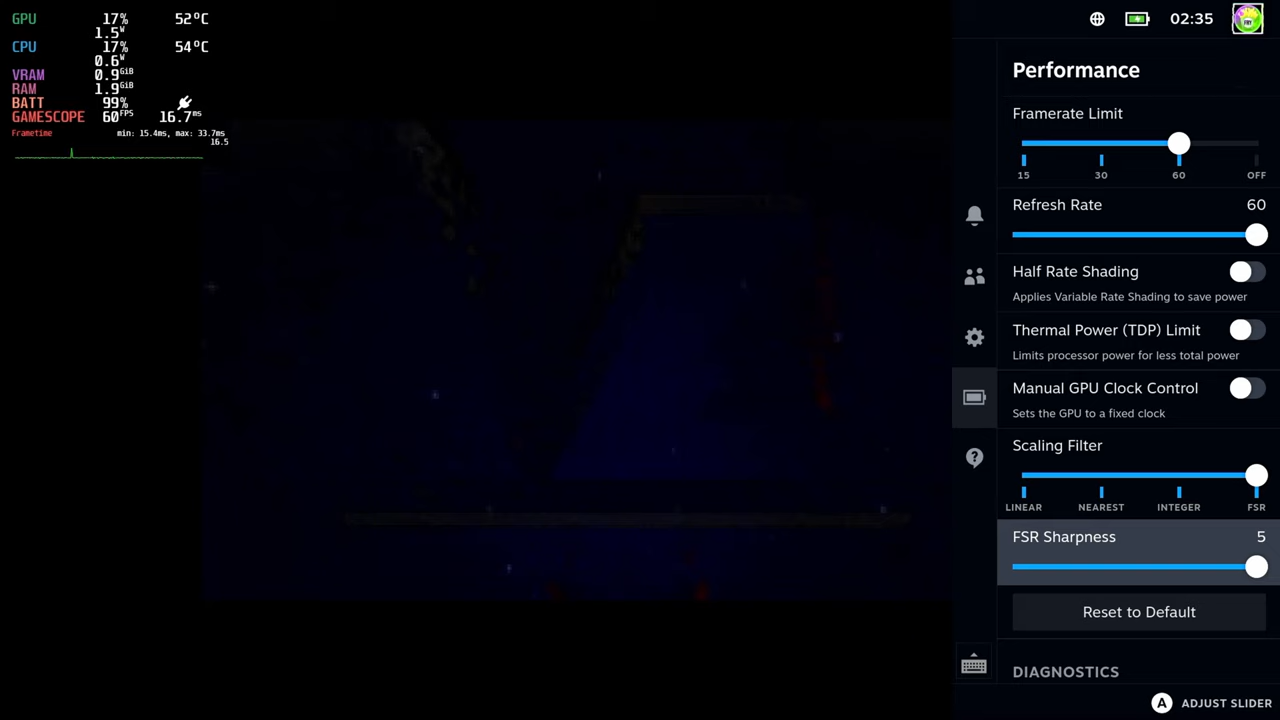 GPU 17% 52°C
1.5W
CPU 17% 54°C
0.6W
VRAM 0.9GiB
RAM 1.9GiB
BATT 99%
GAMESCOPE 60FPS 16.7ms
Frametime min: 15.4ms, max: 33.7ms
16.5
02:35
Performance
Framerate Limit
15 30 60 OFF
Refresh Rate 60
Half Rate Shading
Applies Variable Rate Shading to save power
Thermal Power (TDP) Limit
Limits processor power for less total power
Manual GPU Clock Control
Sets the GPU to a fixed clock
Scaling Filter
LINEAR NEAREST INTEGER FSR
FSR Sharpness 5
Reset to Default
DIAGNOSTICS
A ADJUST SLIDER